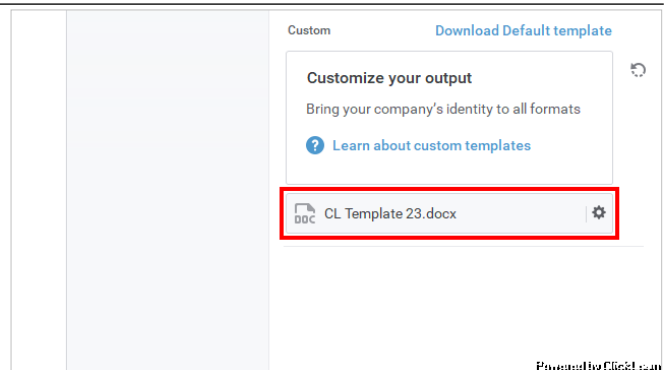 Custom
Download Default template
Customize your output
Bring your company's identity to all formats
? Learn about custom templates
DOC CL Template 23.docx
Powered by ClickLearn